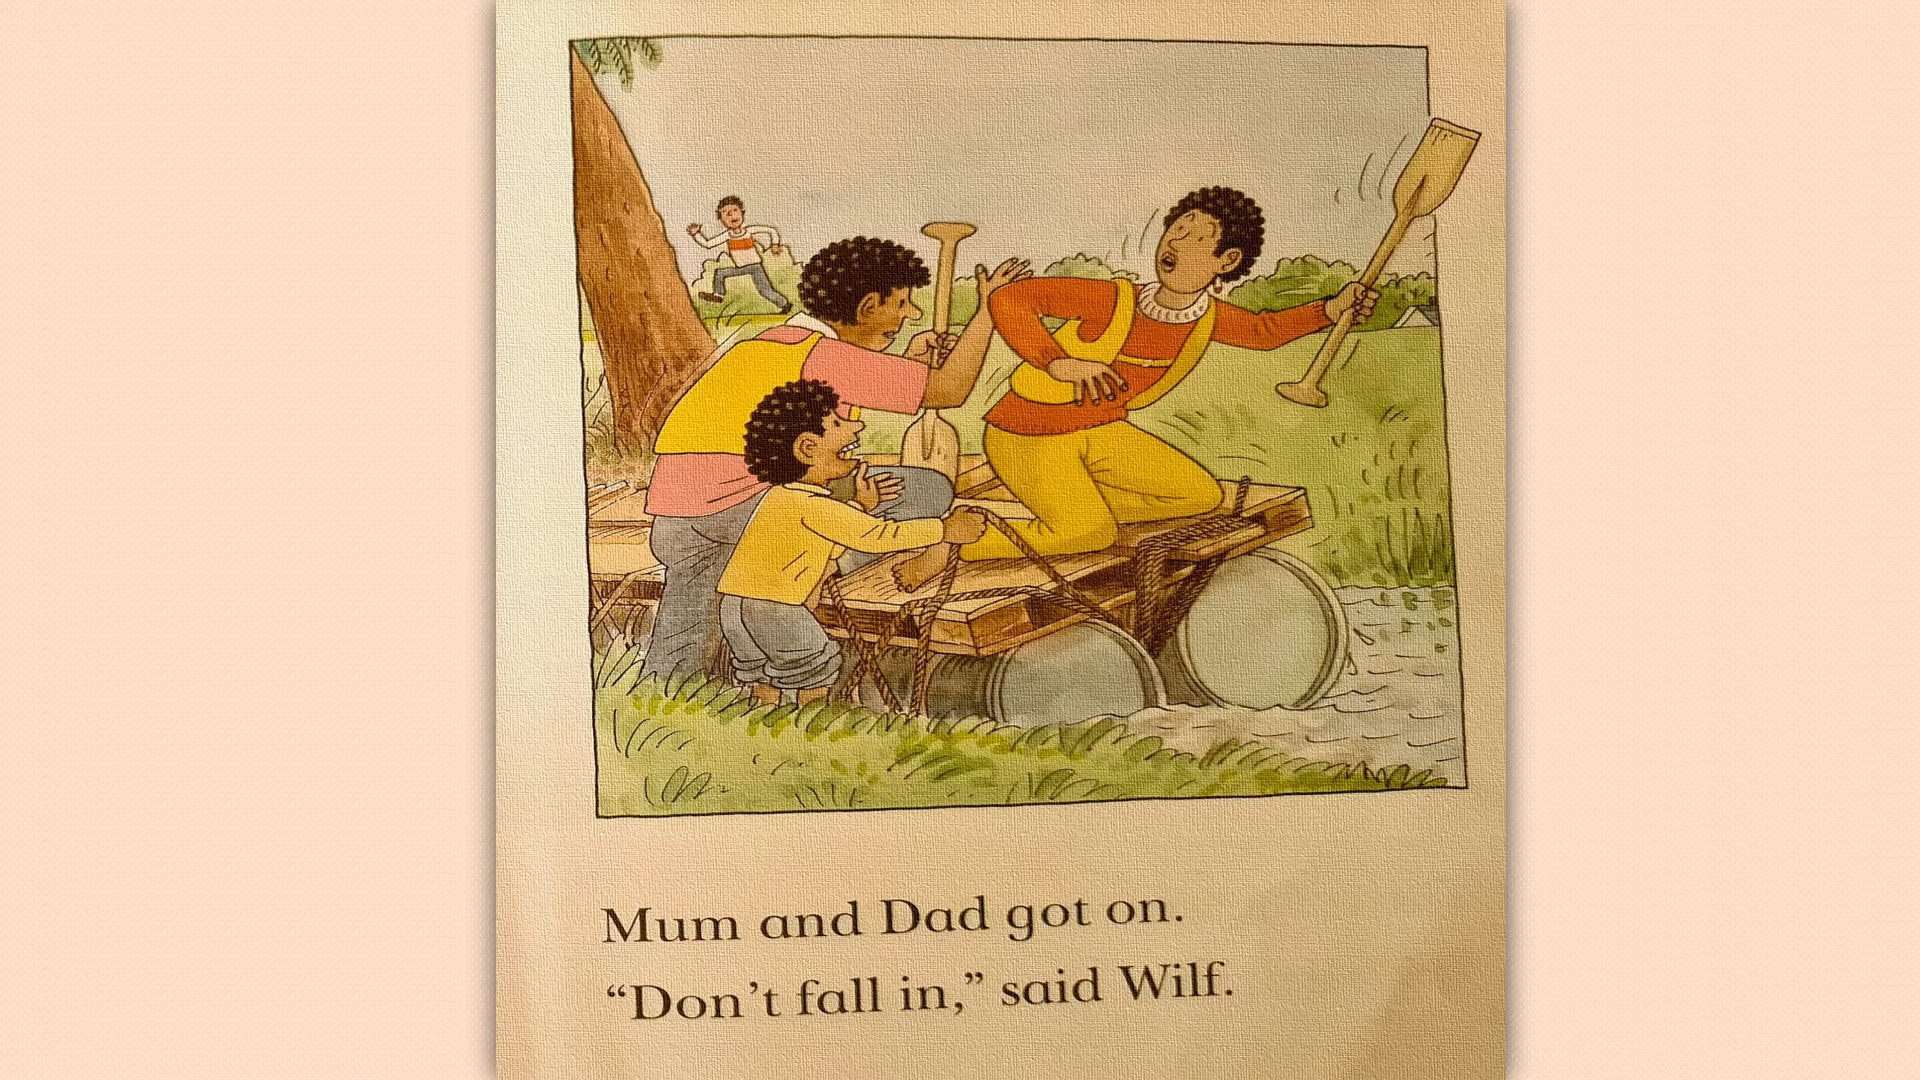 Mum and Dad got on.
“Don’t fall in,” said Wilf.